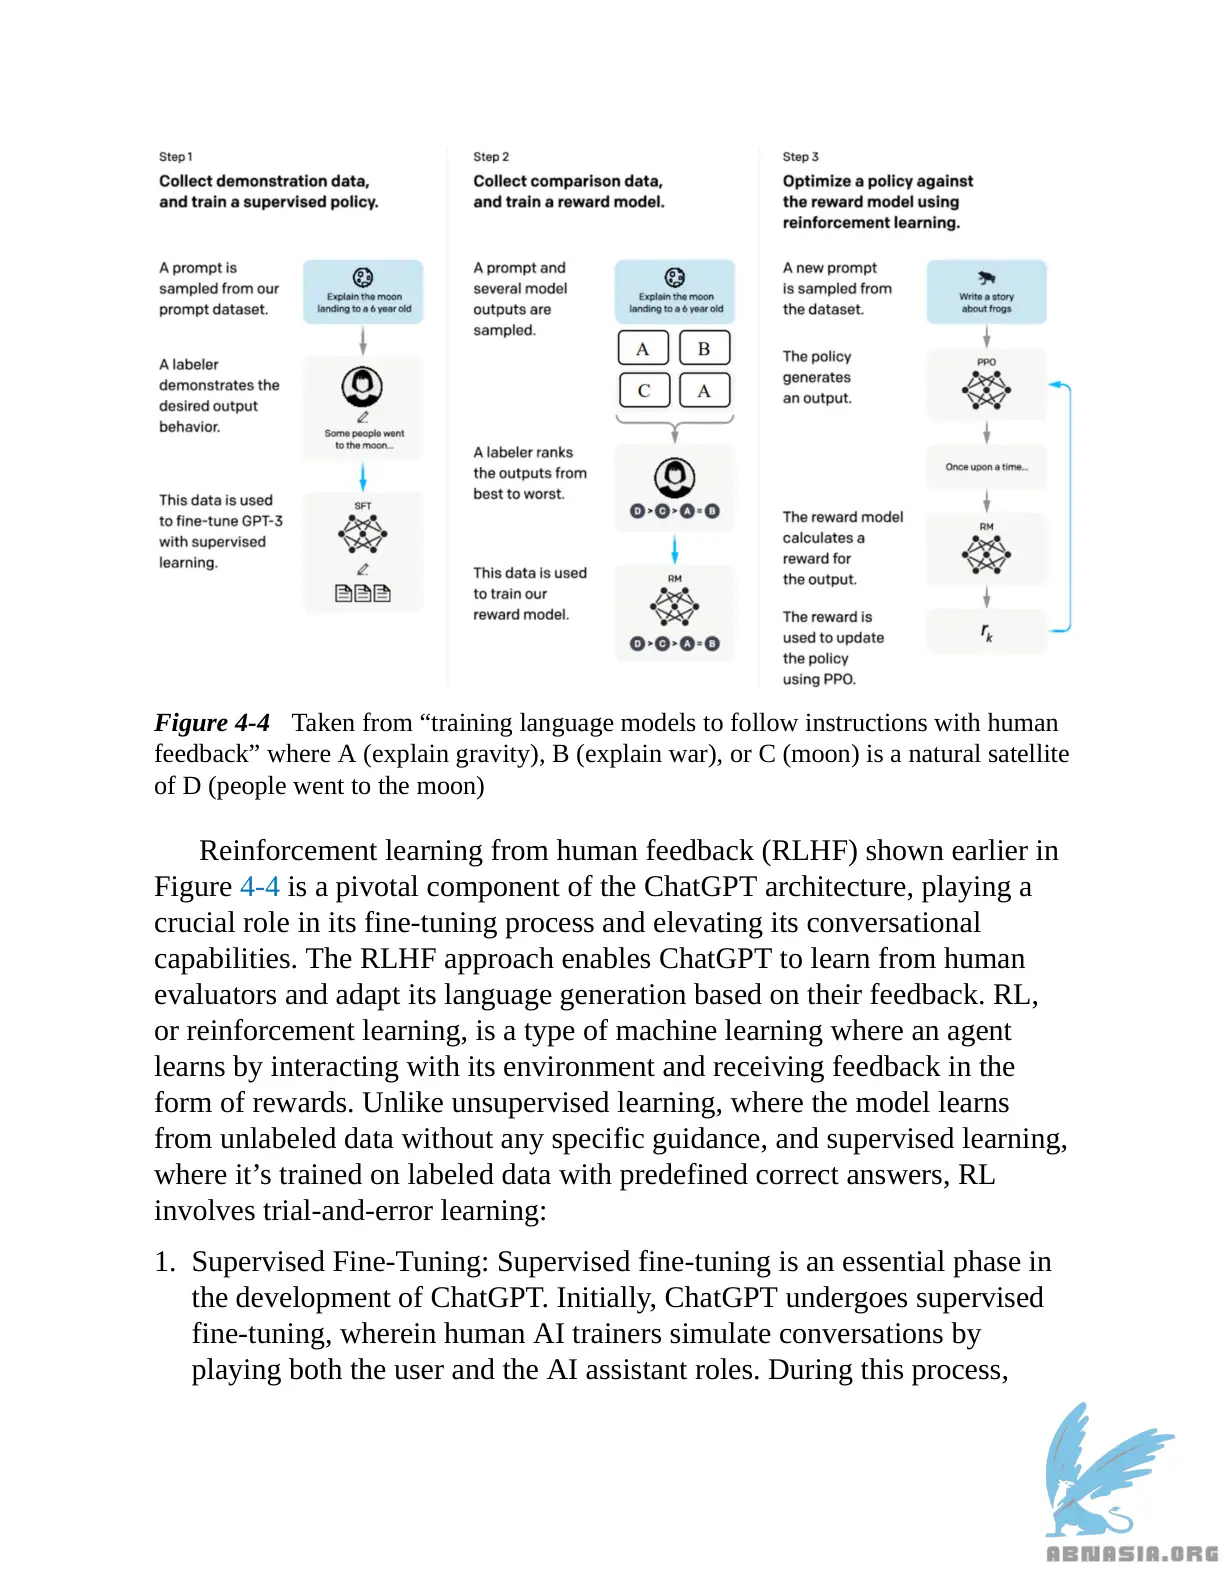 Step 1
Collect demonstration data,
and train a supervised policy.
A prompt is
sampled from our
prompt dataset.
Explain the moon
landing to a 6 year old
A labeler
demonstrates the
desired output
behavior.
Some people went
to the moon...
This data is used
to fine-tune GPT-3
with supervised
learning.
SFT
Step 2
Collect comparison data,
and train a reward model.
A prompt and
several model
outputs are
sampled.
Explain the moon
landing to a 6 year old
A B
C A
A labeler ranks
the outputs from
best to worst.
D > C > A = B
This data is used
to train our
reward model.
RM
D > C > A = B
Step 3
Optimize a policy against
the reward model using
reinforcement learning.
A new prompt
is sampled from
the dataset.
Write a story
about frogs
The policy
generates
an output.
PPO
Once upon a time...
The reward model
calculates a
reward for
the output.
RM
The reward is
used to update
the policy
using PPO.
rk
Figure 4-4 Taken from “training language models to follow instructions with human
feedback” where A (explain gravity), B (explain war), or C (moon) is a natural satellite
of D (people went to the moon)
Reinforcement learning from human feedback (RLHF) shown earlier in
Figure 4-4 is a pivotal component of the ChatGPT architecture, playing a
crucial role in its fine-tuning process and elevating its conversational
capabilities. The RLHF approach enables ChatGPT to learn from human
evaluators and adapt its language generation based on their feedback. RL,
or reinforcement learning, is a type of machine learning where an agent
learns by interacting with its environment and receiving feedback in the
form of rewards. Unlike unsupervised learning, where the model learns
from unlabeled data without any specific guidance, and supervised learning,
where it’s trained on labeled data with predefined correct answers, RL
involves trial-and-error learning:
1. Supervised Fine-Tuning: Supervised fine-tuning is an essential phase in
the development of ChatGPT. Initially, ChatGPT undergoes supervised
fine-tuning, wherein human AI trainers simulate conversations by
playing both the user and the AI assistant roles. During this process,
ABNASIA.ORG